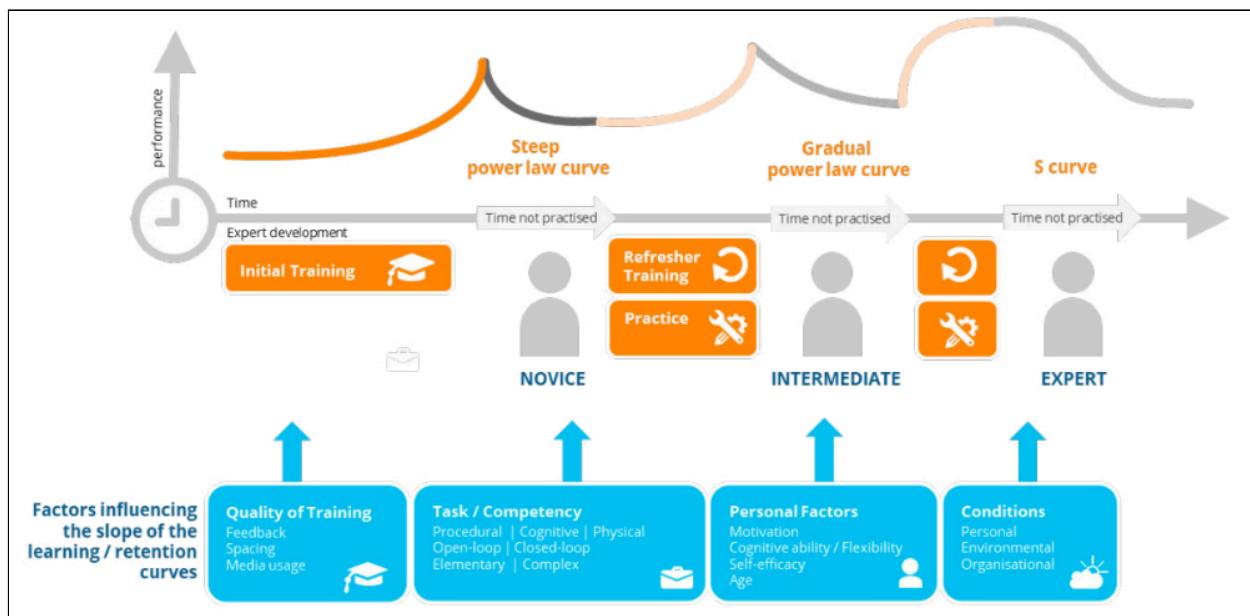 performance
Steep
power law curve
Gradual
power law curve
S curve
Time
Time not practised
Time not practised
Time not practised
Expert development
Initial Training
Refresher
Training
Practice
NOVICE
INTERMEDIATE
EXPERT
Factors influencing
the slope of the
learning / retention
curves
Quality of Training
Feedback
Spacing
Media usage
Task / Competency
Procedural | Cognitive | Physical
Open-loop | Closed-loop
Elementary | Complex
Personal Factors
Motivation
Cognitive ability / Flexibility
Self-efficacy
Age
Conditions
Personal
Environmental
Organisational